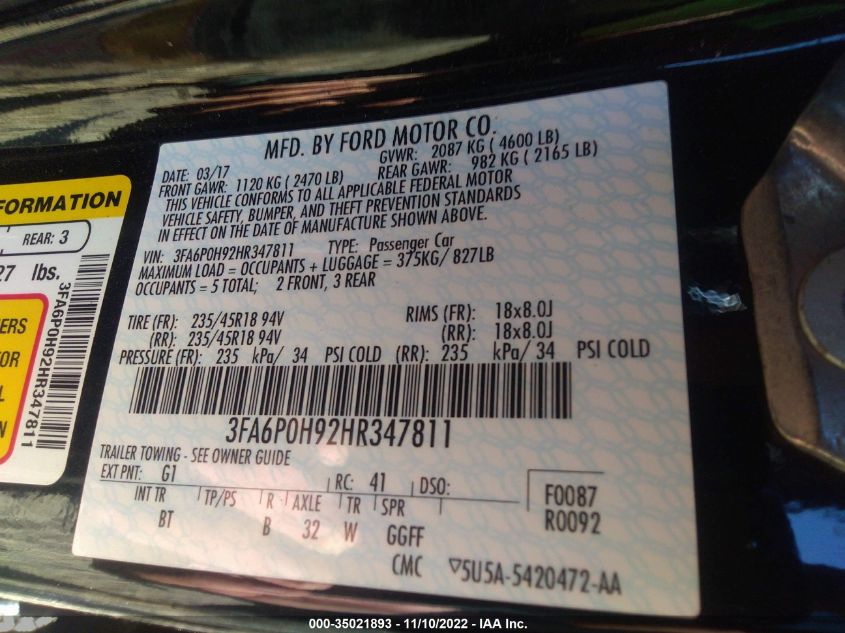 MFD. BY FORD MOTOR CO.
DATE: 03/17 GVWR: 2087 KG ( 4600 LB)
FRONT GAWR: 1120 KG ( 2470 LB) REAR GAWR: 982 KG ( 2165 LB)
THIS VEHICLE CONFORMS TO ALL APPLICABLE FEDERAL MOTOR
VEHICLE SAFETY, BUMPER, AND THEFT PREVENTION STANDARDS
IN EFFECT ON THE DATE OF MANUFACTURE SHOWN ABOVE.
VIN: 3FA6P0H92HR347811 TYPE: Passenger Car
MAXIMUM LOAD = OCCUPANTS + LUGGAGE = 375KG/ 827LB
OCCUPANTS = 5 TOTAL; 2 FRONT, 3 REAR
TIRE (FR): 235/45R18 94V RIMS (FR): 18x8.0J
(RR): 235/45R18 94V (RR): 18x8.0J
PRESSURE (FR): 235 kPa/ 34 PSI COLD (RR): 235 kPa/ 34 PSI COLD
3FA6P0H92HR347811
TRAILER TOWING - SEE OWNER GUIDE
EXT PNT: G1 RC: 41 DSO:
INT TR TP/PS R AXLE TR SPR
BT B 32 W GGFF
F0087
R0092
CMC ▽5U5A-5420472-AA
FORMATION
REAR: 3
27 lbs.
3FA6P0H92HR347811
000-35021893 — 11/10/2022 — IAA Inc.